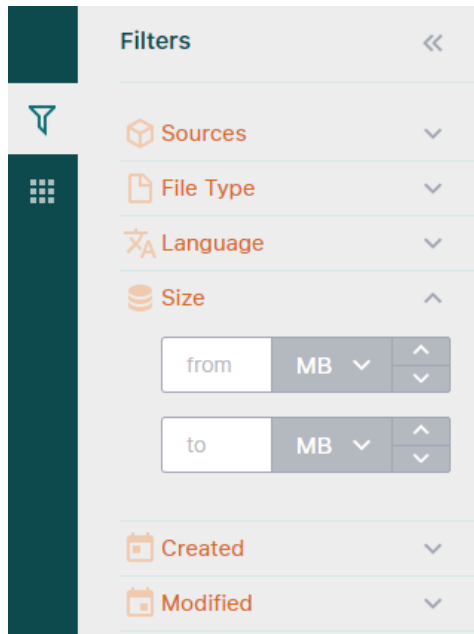 Filters
Sources
File Type
Language
Size
from MB
to MB
Created
Modified